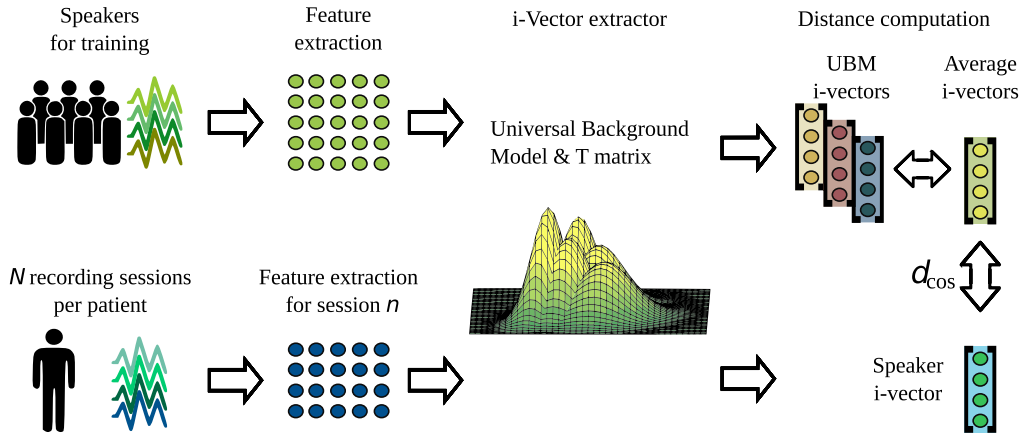 Speakers
for training
Feature
extraction
i-Vector extractor
Distance computation
UBM
i-vectors
Average
i-vectors
Universal Background
Model & T matrix
N recording sessions
per patient
Feature extraction
for session n
dcos
Speaker
i-vector